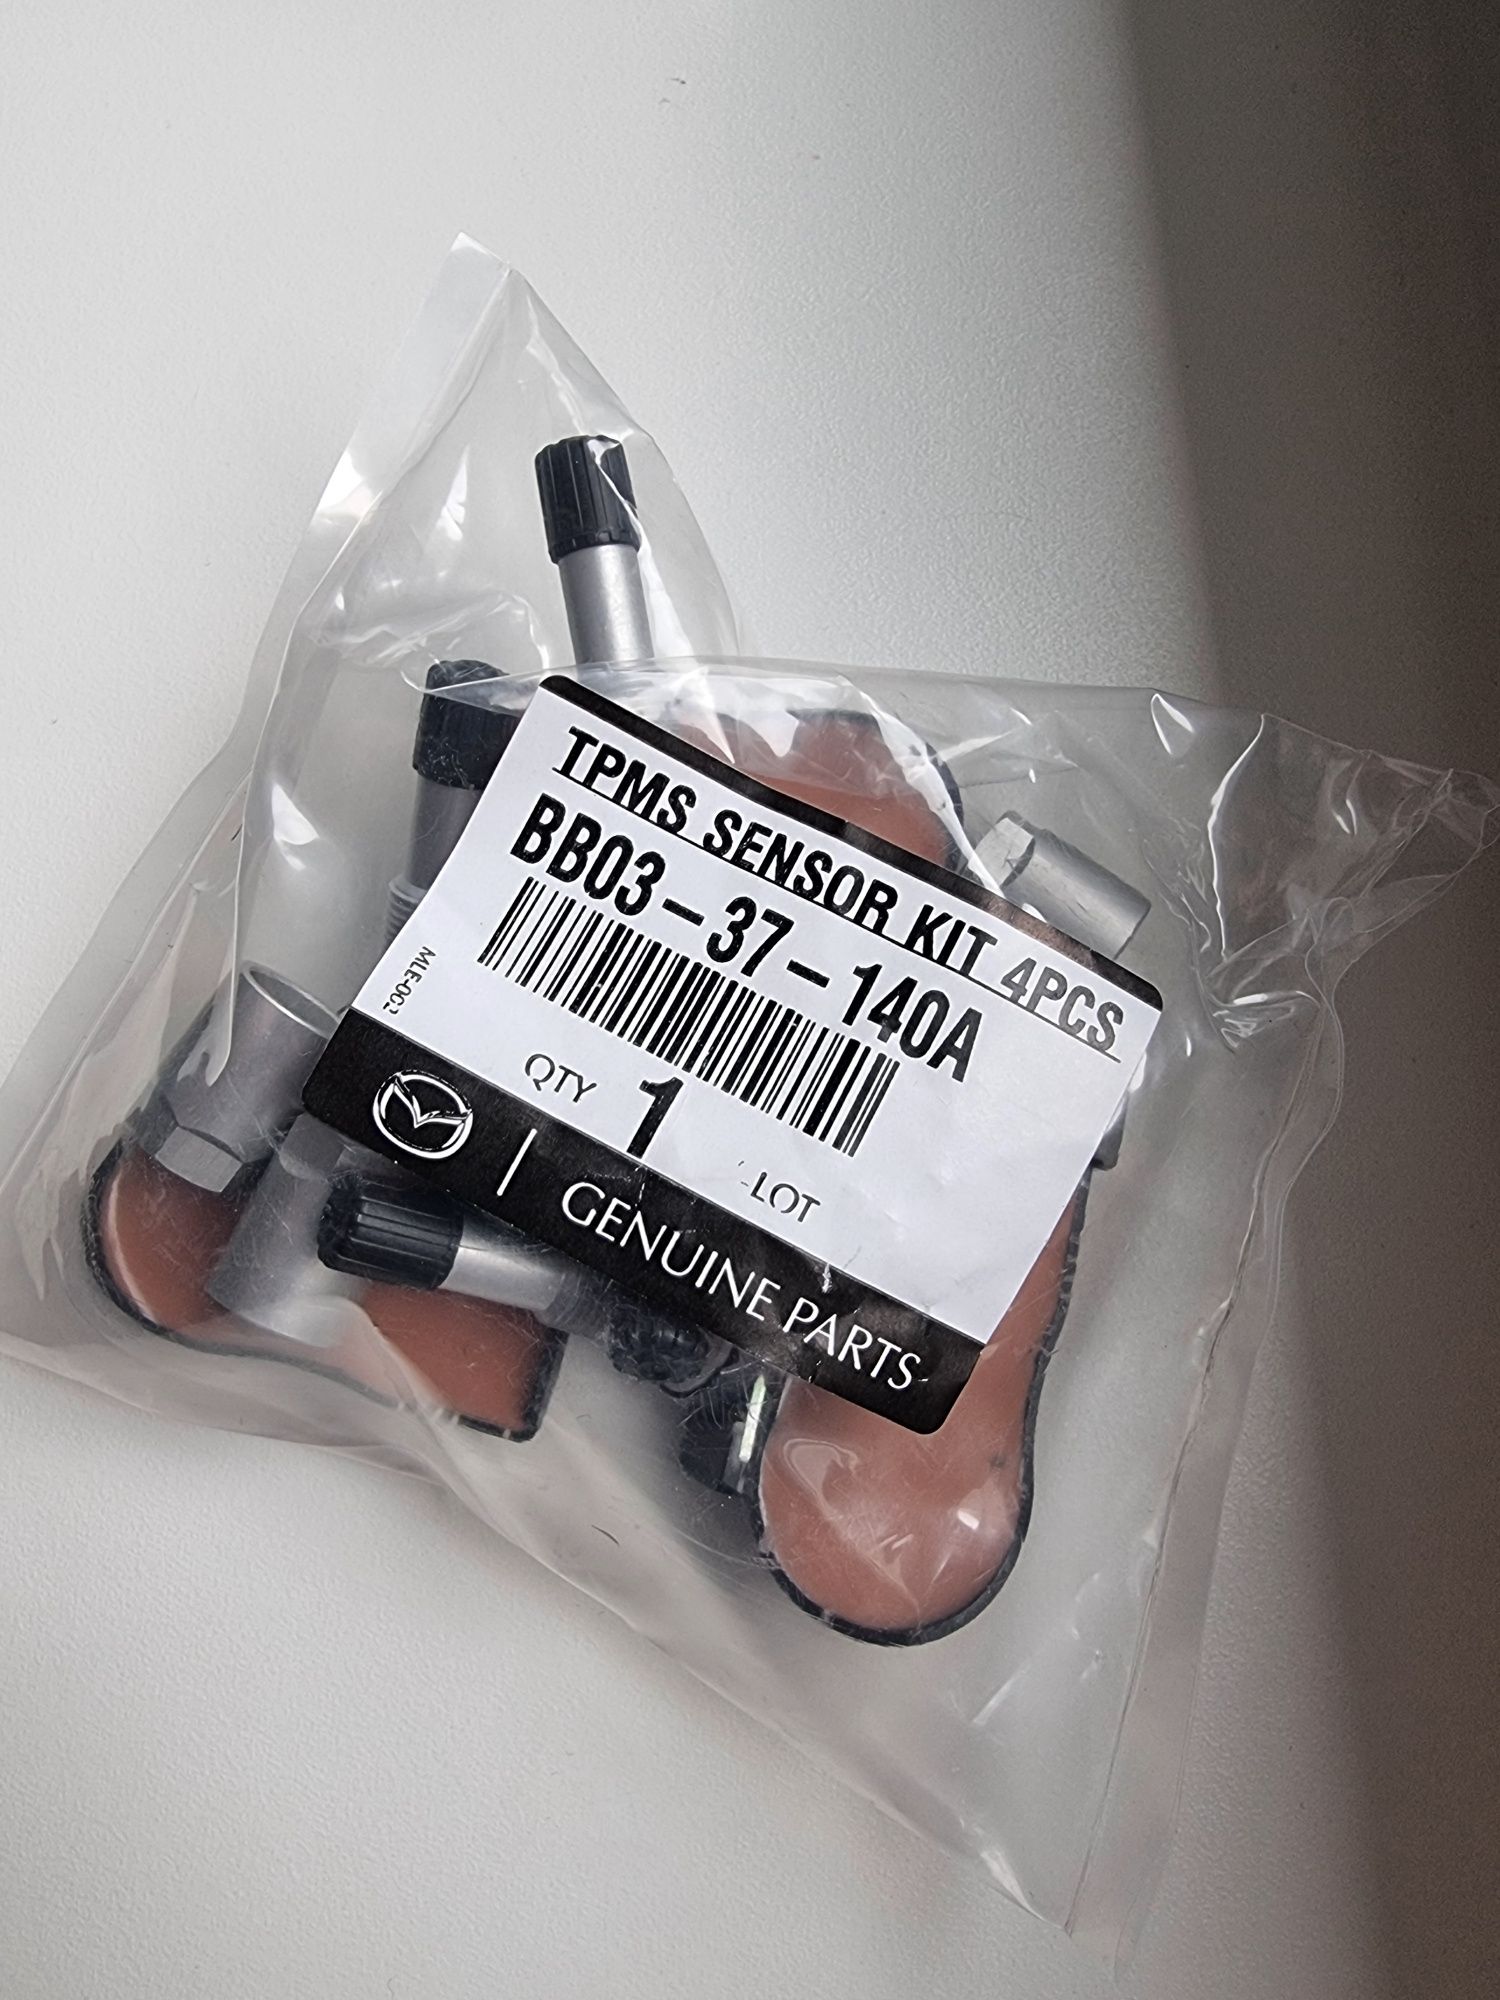 TPMS SENSOR KIT 4PCS
BB03-37-140A
QTY 1 LOT
GENUINE PARTS